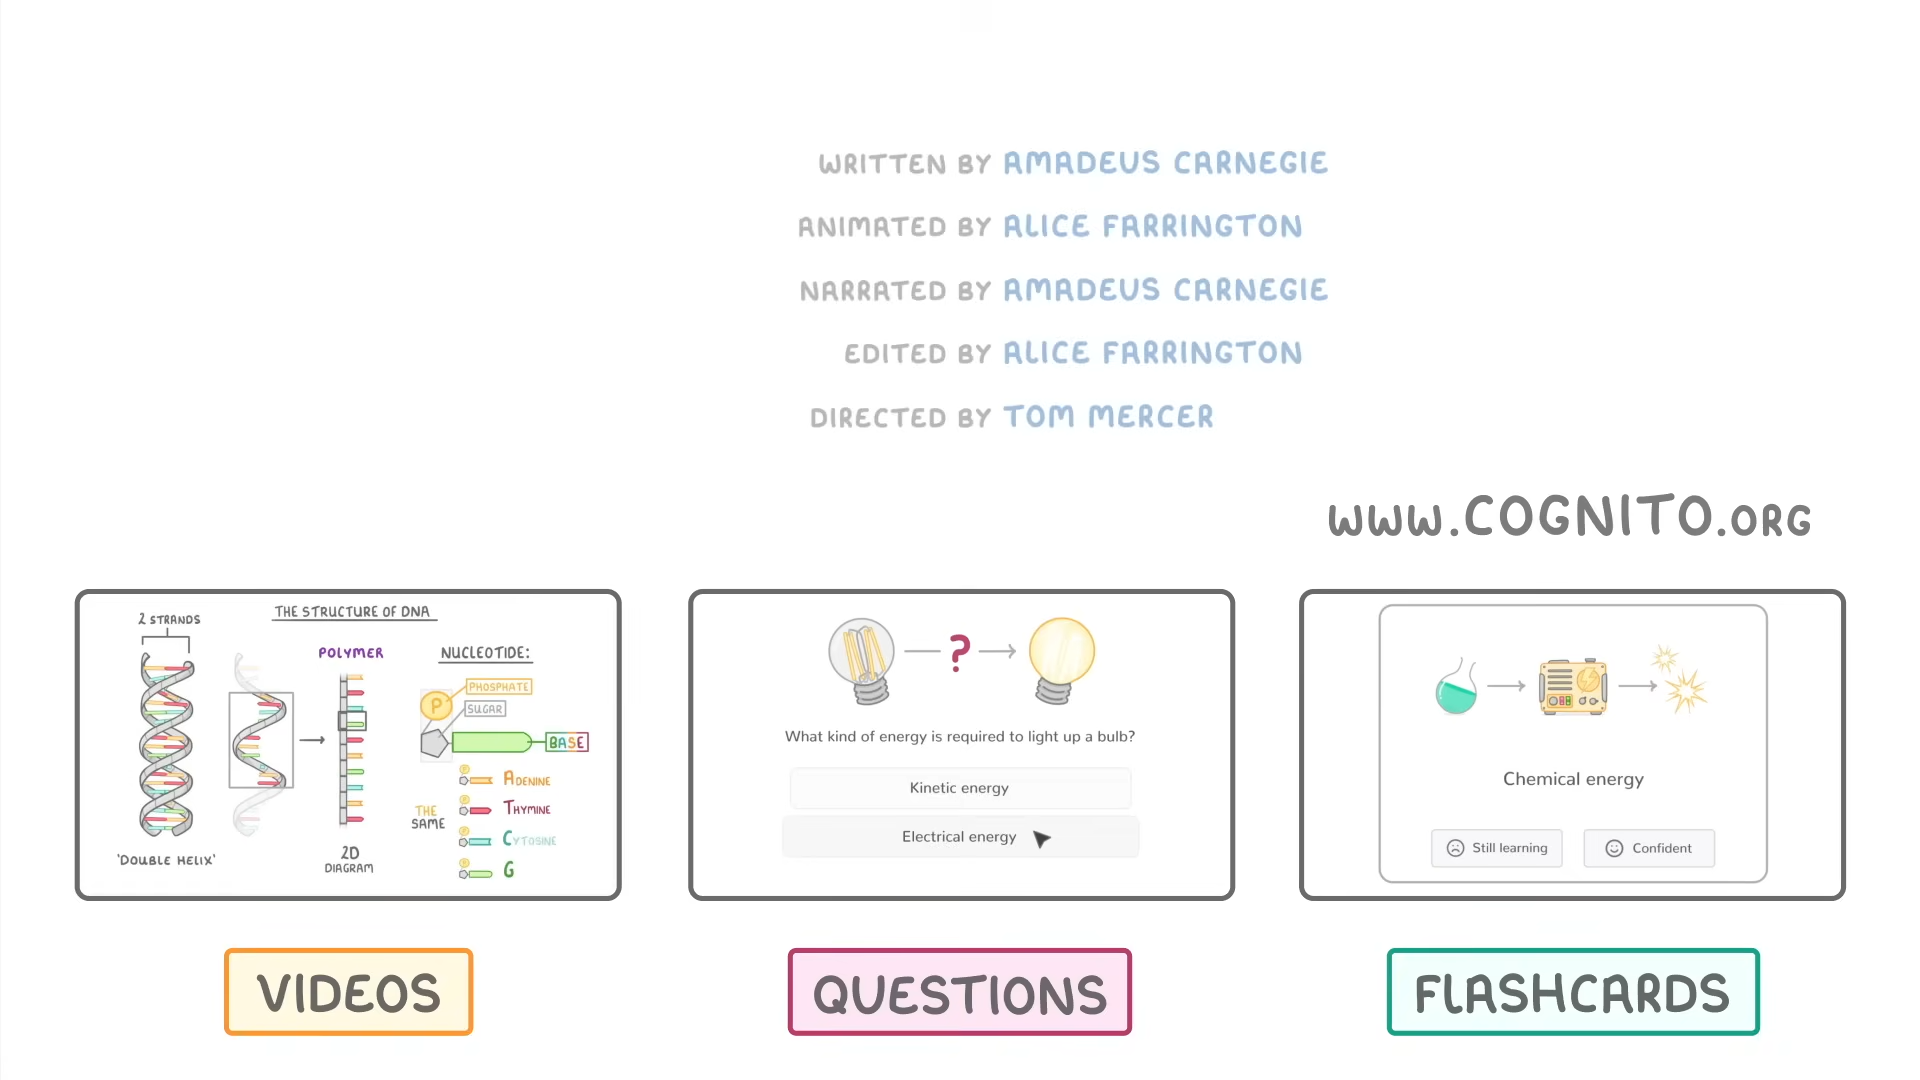 WRITTEN BY AMADEUS CARNEGIE
ANIMATED BY ALICE FARRINGTON
NARRATED BY AMADEUS CARNEGIE
EDITED BY ALICE FARRINGTON
DIRECTED BY TOM MERCER
www.COGNITO.ORG
THE STRUCTURE OF DNA
2 STRANDS
POLYMER
NUCLEOTIDE:
PHOSPHATE
P
SUGAR
BASE
ADENINE
THYMINE
CYTOSINE
G
THE
SAME
'DOUBLE HELIX'
2D
DIAGRAM
?
What kind of energy is required to light up a bulb?
Kinetic energy
Electrical energy
Chemical energy
Still learning
Confident
VIDEOS
QUESTIONS
FLASHCARDS